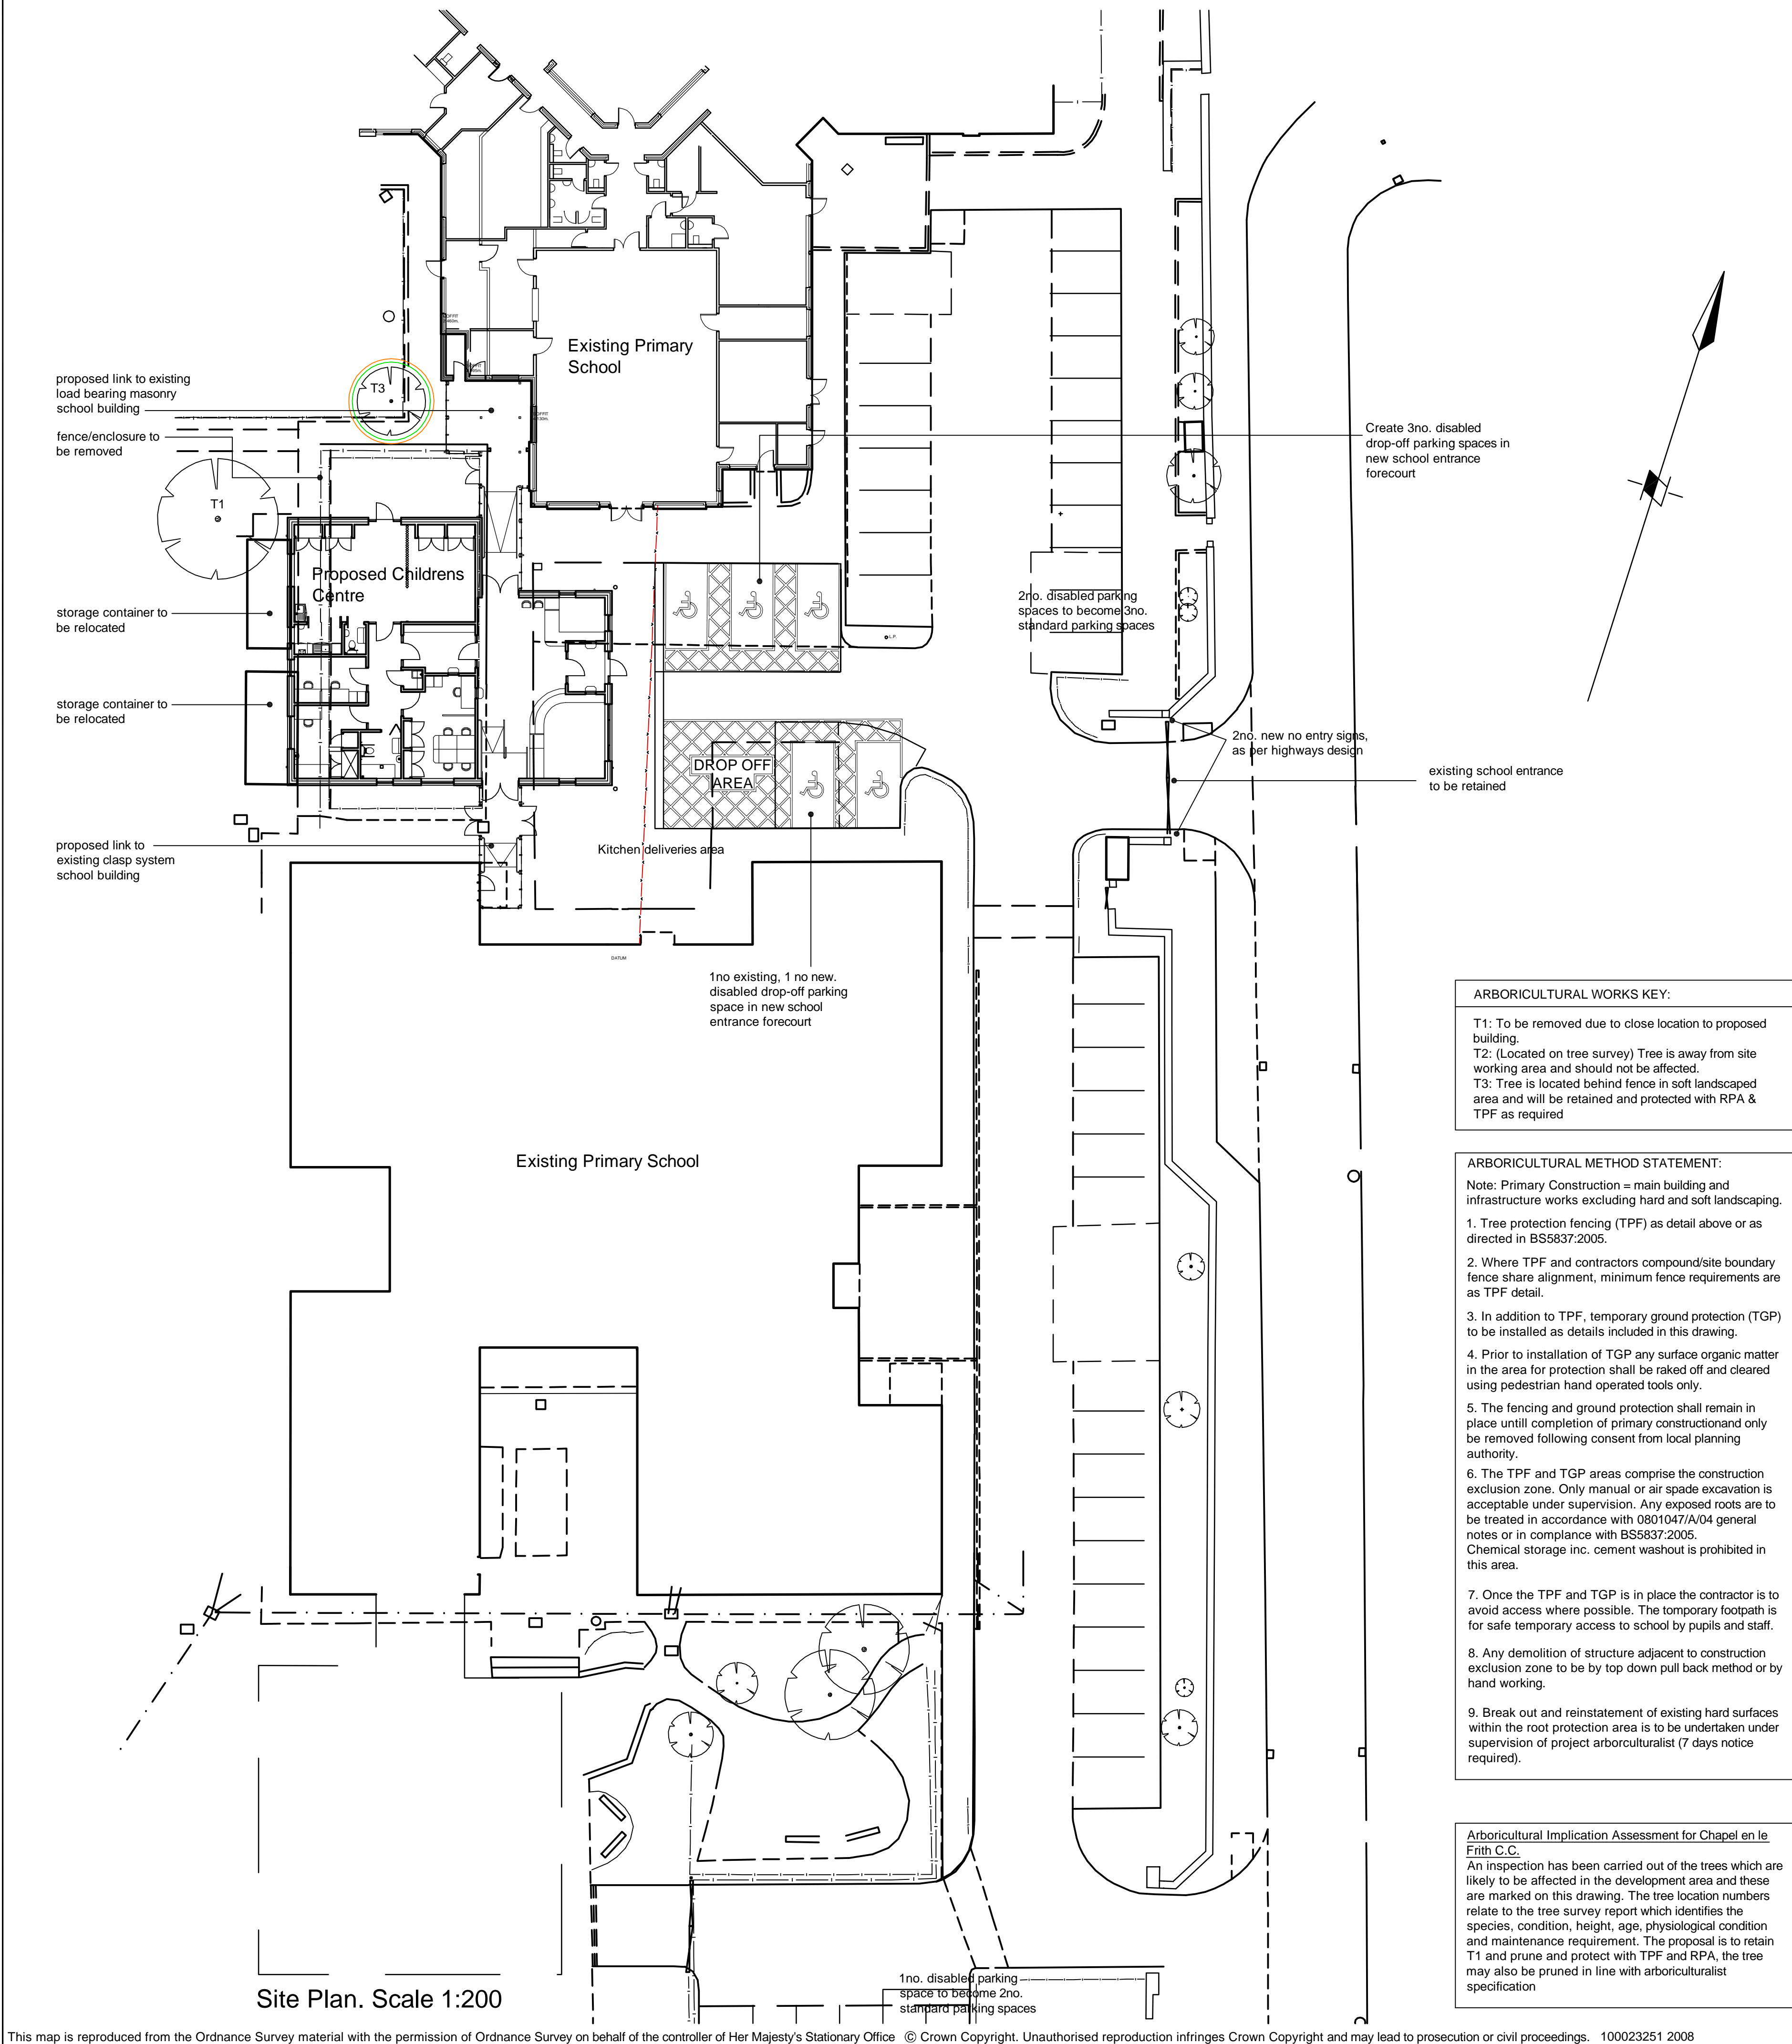 Existing Primary
School
T3
proposed link to existing
load bearing masonry
school building
fence/enclosure to
be removed
T1
Create 3no. disabled
drop-off parking spaces in
new school entrance
forecourt
Proposed Childrens
Centre
storage container to
be relocated
2no. disabled parking
spaces to become 3no.
standard parking spaces
L.P.
storage container to
be relocated
2no. new no entry signs,
as per highways design
DROP OFF
AREA
existing school entrance
to be retained
Kitchen deliveries area
proposed link to
existing clasp system
school building
DATUM
1no existing, 1 no new.
disabled drop-off parking
space in new school
entrance forecourt
Existing Primary School
ARBORICULTURAL WORKS KEY:
T1: To be removed due to close location to proposed
building.
T2: (Located on tree survey) Tree is away from site
working area and should not be affected.
T3: Tree is located behind fence in soft landscaped
area and will be retained and protected with RPA &
TPF as required
ARBORICULTURAL METHOD STATEMENT:
Note: Primary Construction = main building and
infrastructure works excluding hard and soft landscaping.
1. Tree protection fencing (TPF) as detail above or as
directed in BS5837:2005.
2. Where TPF and contractors compound/site boundary
fence share alignment, minimum fence requirements are
as TPF detail.
3. In addition to TPF, temporary ground protection (TGP)
to be installed as details included in this drawing.
4. Prior to installation of TGP any surface organic matter
in the area for protection shall be raked off and cleared
using pedestrian hand operated tools only.
5. The fencing and ground protection shall remain in
place untill completion of primary constructionand only
be removed following consent from local planning
authority.
6. The TPF and TGP areas comprise the construction
exclusion zone. Only manual or air spade excavation is
acceptable under supervision. Any exposed roots are to
be treated in accordance with 0801047/A/04 general
notes or in complance with BS5837:2005.
Chemical storage inc. cement washout is prohibited in
this area.
7. Once the TPF and TGP is in place the contractor is to
avoid access where possible. The tomporary footpath is
for safe temporary access to school by pupils and staff.
8. Any demolition of structure adjacent to construction
exclusion zone to be by top down pull back method or by
hand working.
9. Break out and reinstatement of existing hard surfaces
within the root protection area is to be undertaken under
supervision of project arborculturalist (7 days notice
required).
Arboricultural Implication Assessment for Chapel en le
Frith C.C.
An inspection has been carried out of the trees which are
likely to be affected in the development area and these
are marked on this drawing. The tree location numbers
relate to the tree survey report which identifies the
species, condition, height, age, physiological condition
and maintenance requirement. The proposal is to retain
T1 and prune and protect with TPF and RPA, the tree
may also be pruned in line with arboriculturalist
specification
1no. disabled parking
space to become 2no.
standard parking spaces
Site Plan. Scale 1:200
This map is reproduced from the Ordnance Survey material with the permission of Ordnance Survey on behalf of the controller of Her Majesty's Stationary Office © Crown Copyright. Unauthorised reproduction infringes Crown Copyright and may lead to prosecution or civil proceedings. 100023251 2008